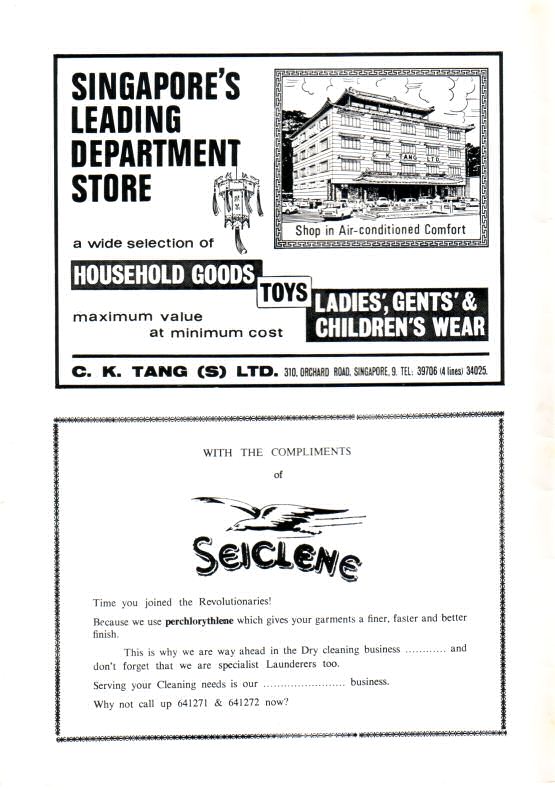 SINGAPORE'S
LEADING
DEPARTMENT
STORE
C. K. TANG LTD.
Shop in Air-conditioned Comfort
a wide selection of
HOUSEHOLD GOODS
TOYS
LADIES', GENTS' &
CHILDREN'S WEAR
maximum value
at minimum cost
C. K. TANG (S) LTD. 310, ORCHARD ROAD, SINGAPORE, 9. TEL: 39706 (4 lines) 34025.
WITH THE COMPLIMENTS
of
SEICLENE
Time you joined the Revolutionaries!
Because we use perchlorythlene which gives your garments a finer, faster and better
finish.
This is why we are way ahead in the Dry cleaning business ............ and
don't forget that we are specialist Launderers too.
Serving your Cleaning needs is our ........................ business.
Why not call up 641271 & 641272 now?